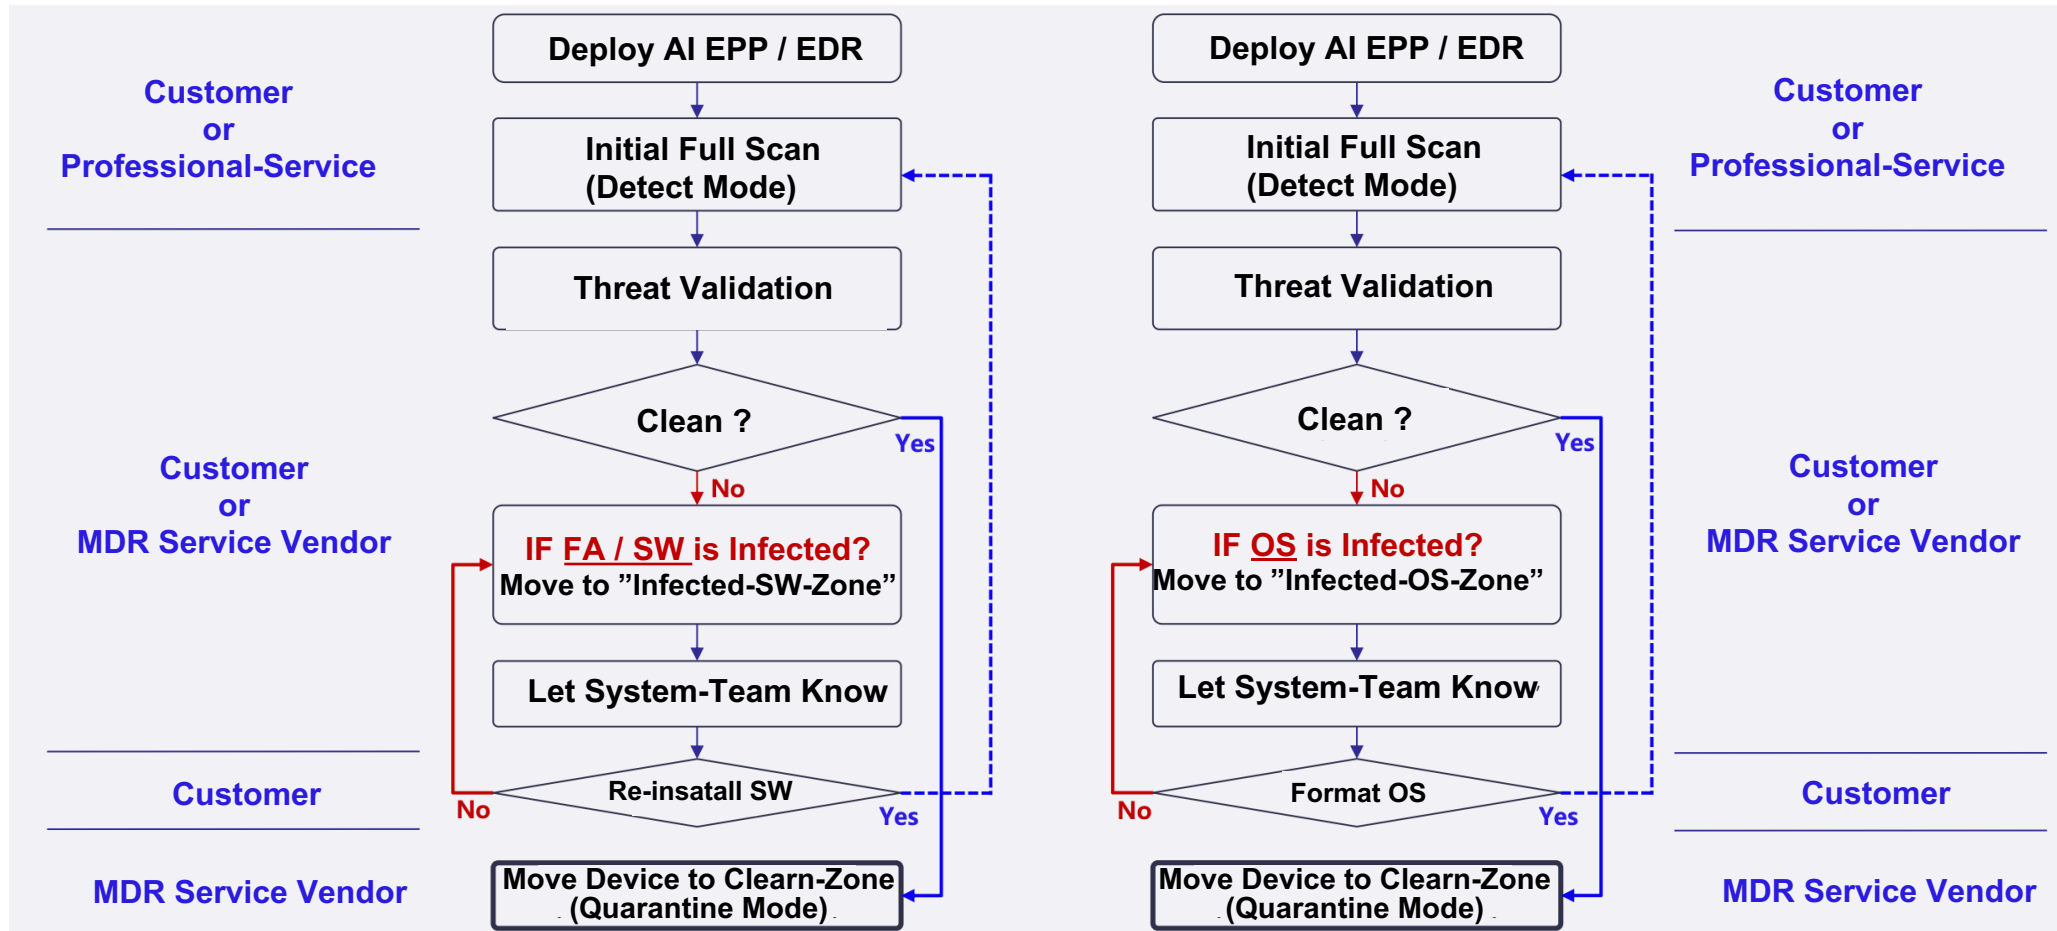 Customer
or
Professional-Service
Customer
or
MDR Service Vendor
Customer
MDR Service Vendor
Deploy AI EPP / EDR
Initial Full Scan
(Detect Mode)
Threat Validation
Clean ?
Yes
No
IF FA / SW is Infected?
Move to ”Infected-SW-Zone”
Let System-Team Know
Re-insatall SW
No
Yes
Move Device to Clearn-Zone
(Quarantine Mode)
Deploy AI EPP / EDR
Initial Full Scan
(Detect Mode)
Threat Validation
Clean ?
Yes
No
IF OS is Infected?
Move to ”Infected-OS-Zone”
Let System-Team Know
Format OS
No
Yes
Move Device to Clearn-Zone
(Quarantine Mode)
Customer
or
Professional-Service
Customer
or
MDR Service Vendor
Customer
MDR Service Vendor